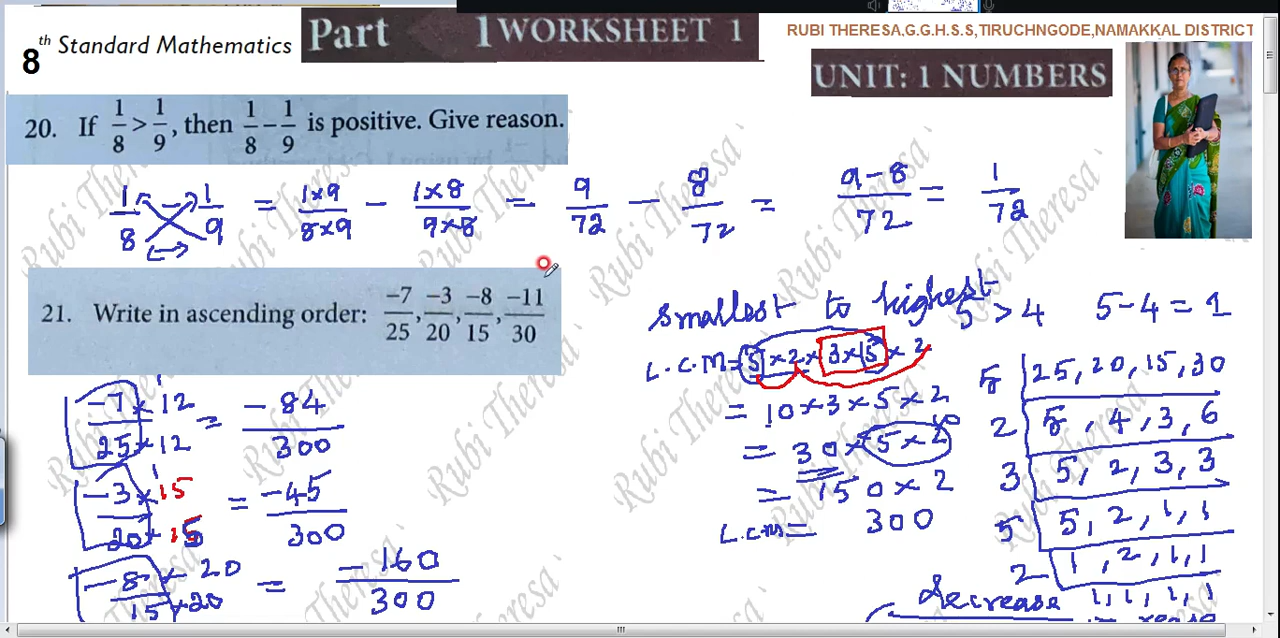 8th Standard Mathematics
Part 1 WORKSHEET 1
RUBI THERESA,G.G.H.S.S,TIRUCHNGODE,NAMAKKAL DISTRICT
UNIT: 1 NUMBERS
20. If 1/8 > 1/9, then 1/8 − 1/9 is positive. Give reason.
1/8 − 1/9 = 1×9/8×9 − 1×8/9×8 = 9/72 − 8/72 = 9−8/72 = 1/72
21. Write in ascending order: −7/25, −3/20, −8/15, −11/30
smallest to highest
5 > 4 5−4 = 1
L.C.M = 5×2×3×5×2
= 10×3×5×2
= 30×5×2
= 150×2
L.C.M = 300
5 | 25, 20, 15, 30
2 | 5, 4, 3, 6
3 | 5, 2, 3, 3
5 | 5, 2, 1, 1
2 | 1, 2, 1, 1
1, 1, 1, 1
decrease
−7×12/25×12 = −84/300
−3×15/20×15 = −45/300
−8×20/15×20 = −160/300
Rubi Theresa